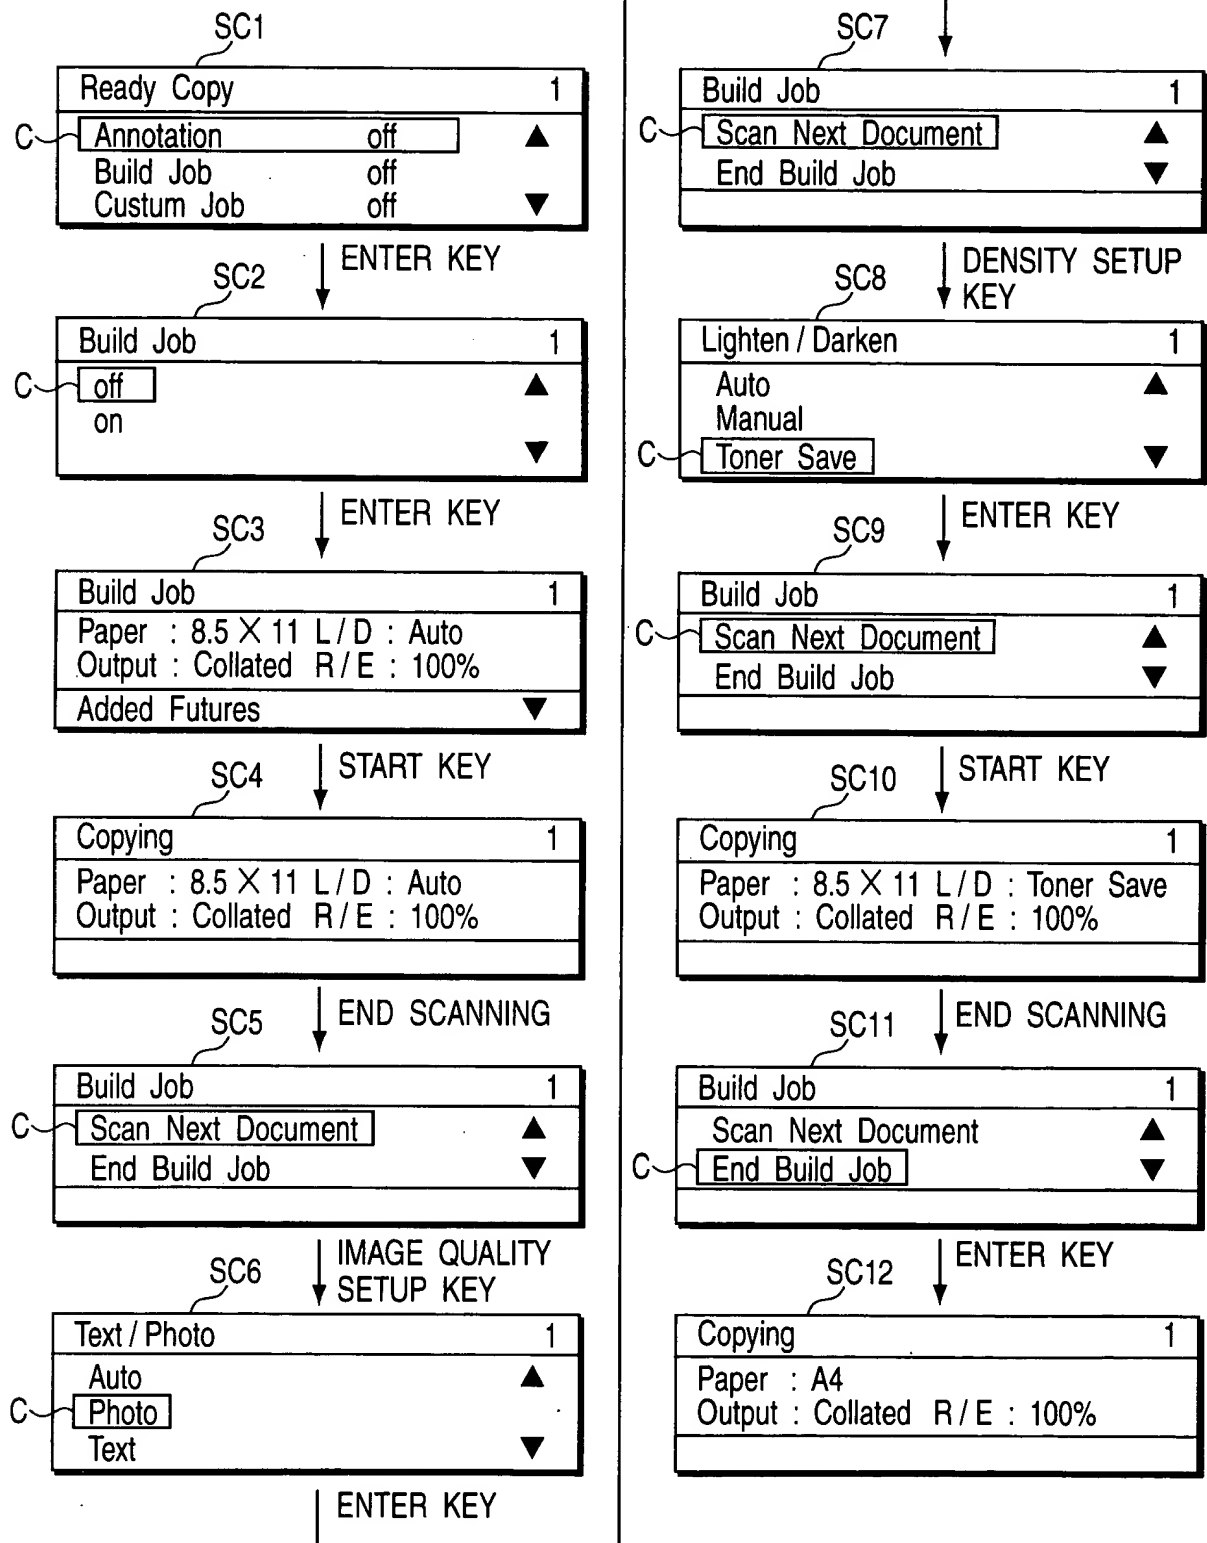 SC1
Ready Copy 1
C Annotation off ▲
Build Job off
Custum Job off ▼
ENTER KEY
SC2
Build Job 1
C off ▲
on
▼
ENTER KEY
SC3
Build Job 1
Paper : 8.5 × 11 L / D : Auto
Output : Collated R / E : 100%
Added Futures ▼
START KEY
SC4
Copying 1
Paper : 8.5 × 11 L / D : Auto
Output : Collated R / E : 100%
END SCANNING
SC5
Build Job 1
C Scan Next Document ▲
End Build Job ▼
IMAGE QUALITY
SETUP KEY
SC6
Text / Photo 1
Auto ▲
C Photo
Text ▼
ENTER KEY
SC7
Build Job 1
C Scan Next Document ▲
End Build Job ▼
DENSITY SETUP
KEY
SC8
Lighten / Darken 1
Auto ▲
Manual
C Toner Save ▼
ENTER KEY
SC9
Build Job 1
C Scan Next Document ▲
End Build Job ▼
START KEY
SC10
Copying 1
Paper : 8.5 × 11 L / D : Toner Save
Output : Collated R / E : 100%
END SCANNING
SC11
Build Job 1
Scan Next Document ▲
C End Build Job ▼
ENTER KEY
SC12
Copying 1
Paper : A4
Output : Collated R / E : 100%